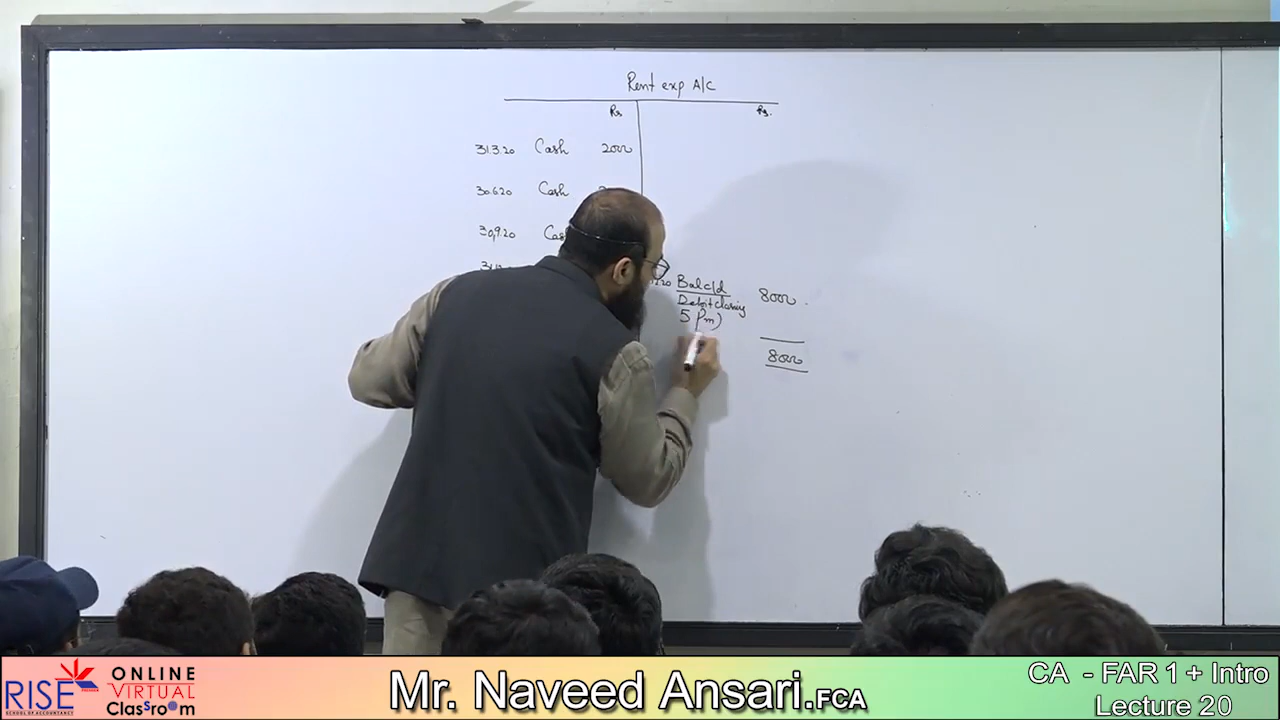 Rent exp A/C
Rs Rs.
31.3.20 Cash 2000
30.6.20 Cash
30.9.20
Bal c/d 8000
(Debit closing
5 Pm)
8000
RISE
SCHOOL OF ACCOUNTANCY
ONLINE
VIRTUAL
Classroom
Mr. Naveed Ansari.FCA
CA - FAR 1 + Intro
Lecture 20